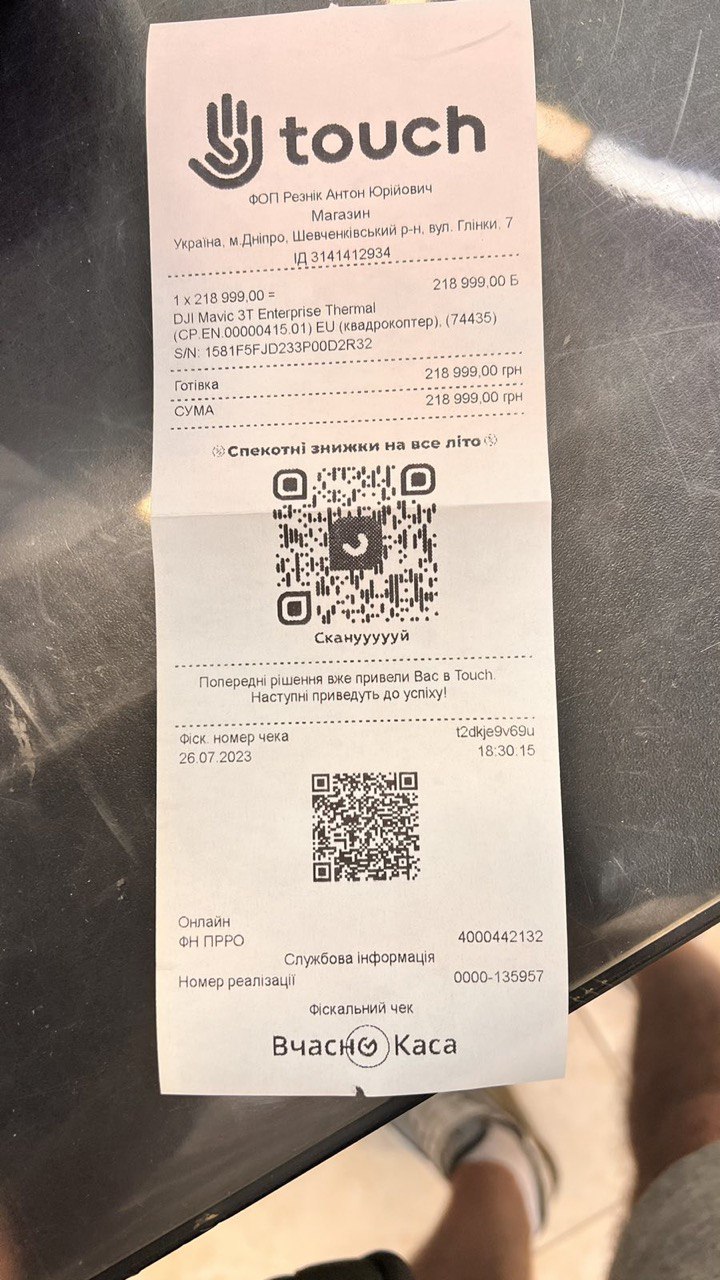 touch
ФОП Резнік Антон Юрійович
Магазин
Україна, м.Дніпро, Шевченківський р-н, вул. Глінки. 7
ІД 3141412934
1 x 218 999,00 = 218 999,00 Б
DJI Mavic 3T Enterprise Thermal
(CP.EN.00000415.01) EU (квадрокоптер), (74435)
S/N: 1581F5FJD233P00D2R32
Готівка 218 999,00 грн
СУМА 218 999,00 грн
Спекотні знижки на все літо
Скануууууй
Попередні рішення вже привели Вас в Touch.
Наступні приведуть до успіху!
Фіск. номер чека t2dkje9v69u
26.07.2023 18:30:15
Онлайн
ФН ПРРО 4000442132
Службова інформація
Номер реалізації 0000-135957
Фіскальний чек
Вчасно Каса